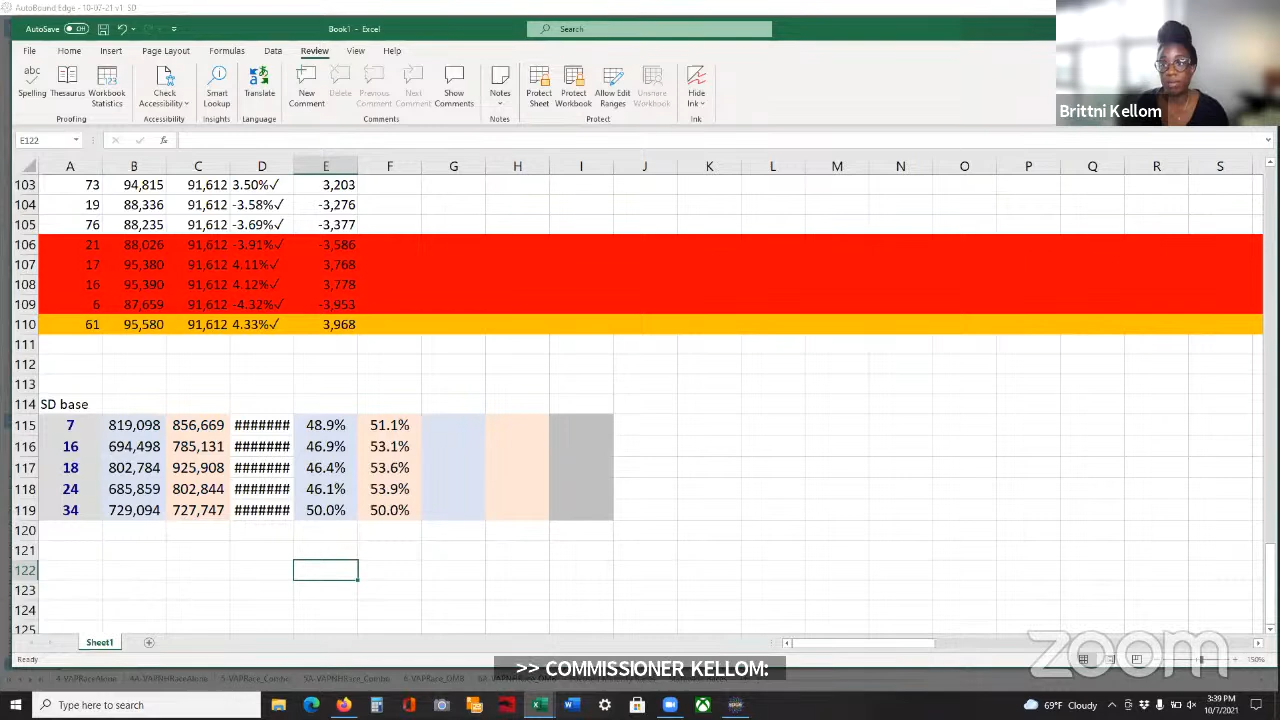 AutoBound Edge - 10-07-21 v1 SD
AutoSave Off Book1 - Excel Search
File Home Insert Page Layout Formulas Data Review View Help
Spelling Thesaurus Workbook Statistics Check Accessibility Smart Lookup Translate New Comment Delete Previous Comment Next Comment Show Comments Notes Protect Sheet Protect Workbook Allow Edit Ranges Unshare Workbook Hide Ink
Proofing Accessibility Insights Language Comments Notes Protect Ink
Brittni Kellom
E122
A B C D E F G H I J K L M N O P Q R S
103 73 94,815 91,612 3.50%✓ 3,203
104 19 88,336 91,612 -3.58%✓ -3,276
105 76 88,235 91,612 -3.69%✓ -3,377
106 21 88,026 91,612 -3.91%✓ -3,586
107 17 95,380 91,612 4.11%✓ 3,768
108 16 95,390 91,612 4.12%✓ 3,778
109 6 87,659 91,612 -4.32%✓ -3,953
110 61 95,580 91,612 4.33%✓ 3,968
111
112
113
114 SD base
115 7 819,098 856,669 ####### 48.9% 51.1%
116 16 694,498 785,131 ####### 46.9% 53.1%
117 18 802,784 925,908 ####### 46.4% 53.6%
118 24 685,859 802,844 ####### 46.1% 53.9%
119 34 729,094 727,747 ####### 50.0% 50.0%
120
121
122
123
124
125
Sheet1
zoom
Ready 150%
>> COMMISSIONER KELLOM:
4-VAPRaceAlone 4A-VAPNHRaceAlone 5-VAPRace_Combo 5A-VAPNHRace_Combo 6-VAPRace_OMB 6A-VAPNHRace_OMB
Type here to search 69°F Cloudy 3:39 PM
10/7/2021